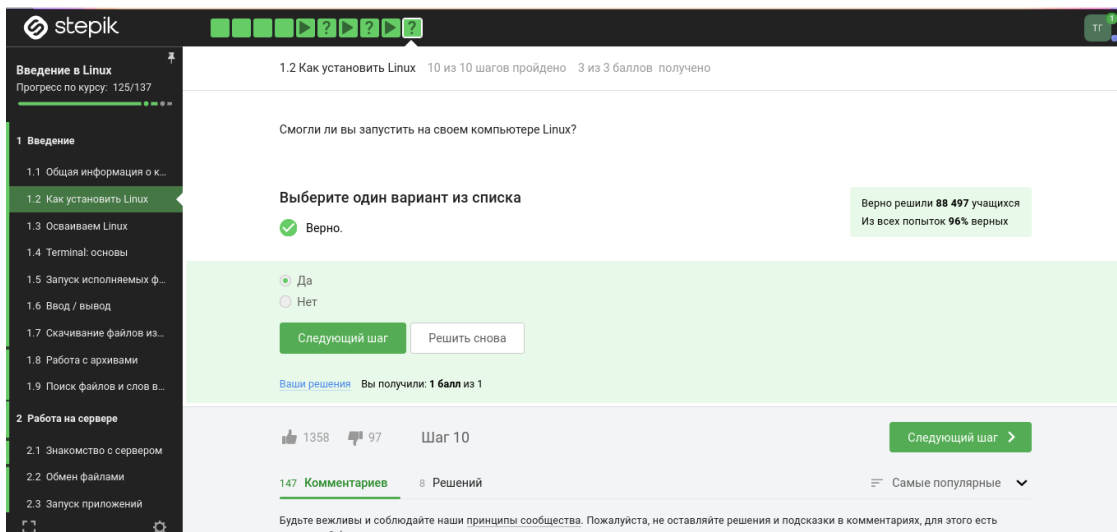 stepik
?
?
?
ТГ
1
Введение в Linux
Прогресс по курсу: 125/137
1 Введение
1.1 Общая информация о к...
1.2 Как установить Linux
1.3 Осваиваем Linux
1.4 Terminal: основы
1.5 Запуск исполняемых ф...
1.6 Ввод / вывод
1.7 Скачивание файлов из...
1.8 Работа с архивами
1.9 Поиск файлов и слов в...
2 Работа на сервере
2.1 Знакомство с сервером
2.2 Обмен файлами
2.3 Запуск приложений
1.2 Как установить Linux 10 из 10 шагов пройдено 3 из 3 баллов получено
Смогли ли вы запустить на своем компьютере Linux?
Выберите один вариант из списка
Верно.
Верно решили 88 497 учащихся
Из всех попыток 96% верных
Да
Нет
Следующий шаг Решить снова
Ваши решения Вы получили: 1 балл из 1
1358 97 Шаг 10 Следующий шаг
147 Комментариев 8 Решений Самые популярные
Будьте вежливы и соблюдайте наши принципы сообщества. Пожалуйста, не оставляйте решения и подсказки в комментариях, для этого есть